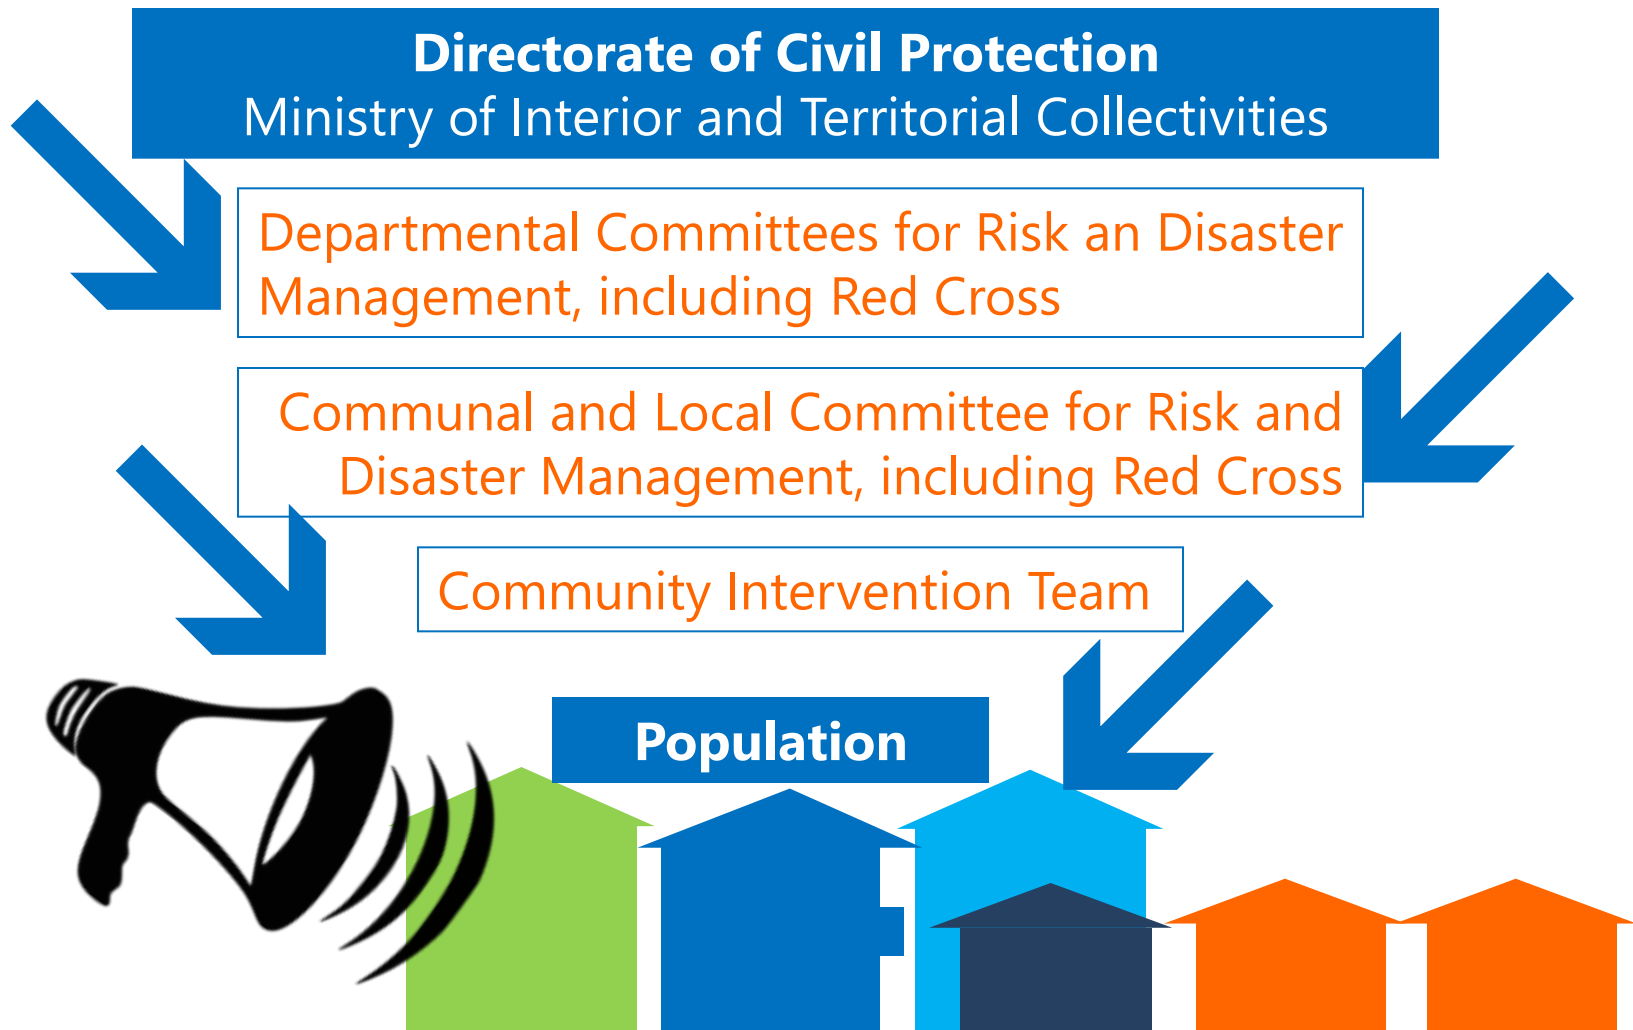 Directorate of Civil Protection
Ministry of Interior and Territorial Collectivities
Departmental Committees for Risk an Disaster
Management, including Red Cross
Communal and Local Committee for Risk and
Disaster Management, including Red Cross
Community Intervention Team
Population